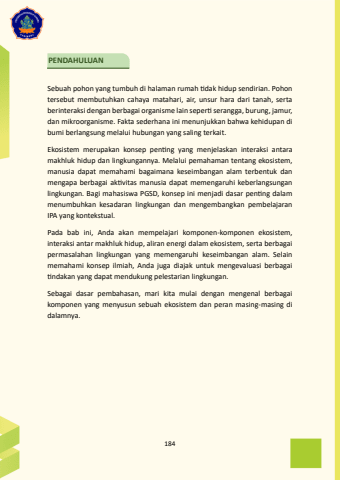 PENDAHULUAN
Sebuah pohon yang tumbuh di halaman rumah tidak hidup sendirian. Pohon
tersebut membutuhkan cahaya matahari, air, unsur hara dari tanah, serta
berinteraksi dengan berbagai organisme lain seperti serangga, burung, jamur,
dan mikroorganisme. Fakta sederhana ini menunjukkan bahwa kehidupan di
bumi berlangsung melalui hubungan yang saling terkait.
Ekosistem merupakan konsep penting yang menjelaskan interaksi antara
makhluk hidup dan lingkungannya. Melalui pemahaman tentang ekosistem,
manusia dapat memahami bagaimana keseimbangan alam terbentuk dan
mengapa berbagai aktivitas manusia dapat memengaruhi keberlangsungan
lingkungan. Bagi mahasiswa PGSD, konsep ini menjadi dasar penting dalam
menumbuhkan kesadaran lingkungan dan mengembangkan pembelajaran
IPA yang kontekstual.
Pada bab ini, Anda akan mempelajari komponen-komponen ekosistem,
interaksi antar makhluk hidup, aliran energi dalam ekosistem, serta berbagai
permasalahan lingkungan yang memengaruhi keseimbangan alam. Selain
memahami konsep ilmiah, Anda juga diajak untuk mengevaluasi berbagai
tindakan yang dapat mendukung pelestarian lingkungan.
Sebagai dasar pembahasan, mari kita mulai dengan mengenal berbagai
komponen yang menyusun sebuah ekosistem dan peran masing-masing di
dalamnya.
184